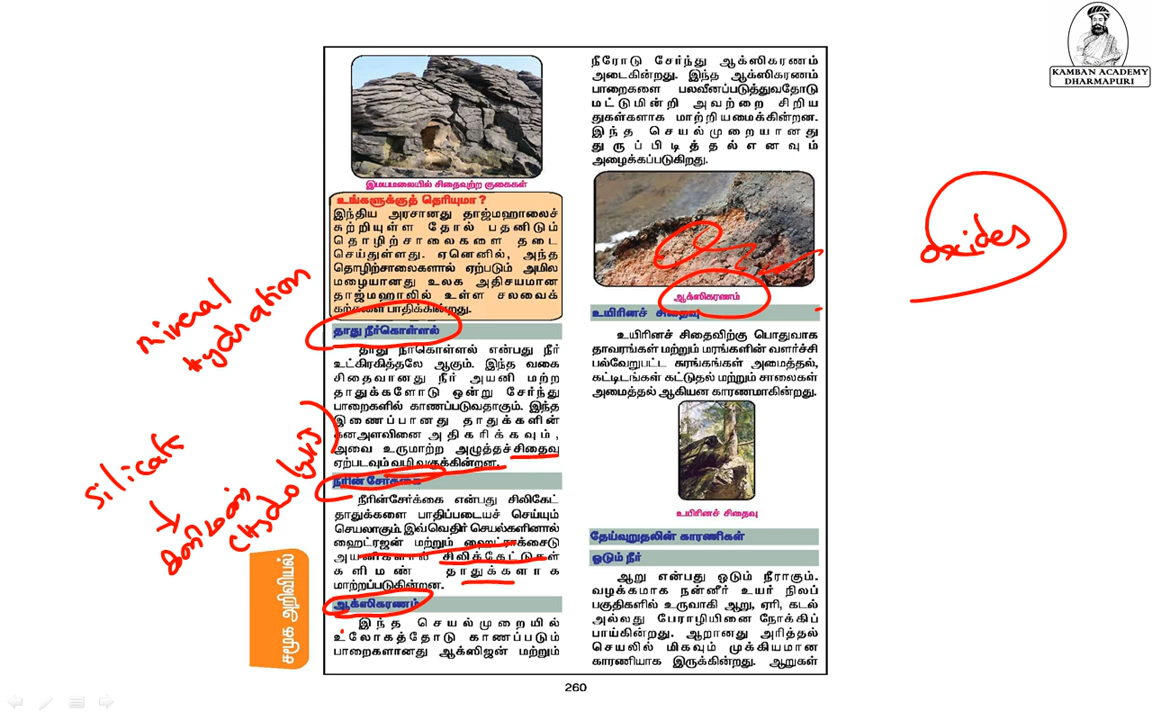 KAMBAN ACADEMY
DHARMAPURI
இமயமலையில் சிதைவுற்ற குகைகள்
உங்களுக்குத் தெரியுமா?
இந்திய அரசானது தாஜ்மஹாலைச்
சுற்றியுள்ள தோல் பதனிடும்
தொழிற்சாலைகளை தடை
செய்துள்ளது. ஏனெனில், அந்த
தொழிற்சாலைகளால் ஏற்படும் அமில
மழையானது உலக அதிசயமான
தாஜ்மஹாலில் உள்ள சலவைக்
கற்களை பாதிக்கின்றது.
தாது நீர்கொள்ளல்
தாது நீர்கொள்ளல் என்பது நீர்
உட்கிரகித்தலே ஆகும். இந்த வகை
சிதைவானது நீர் அயனி மற்ற
தாதுக்களோடு ஒன்று சேர்ந்து
பாறைகளில் காணப்படுவதாகும். இந்த
இணைப்பானது தாதுக்களின்
கனஅளவினை அதிகரிக்கவும்,
அவை உருமாற்ற அழுத்தச் சிதைவு
ஏற்படவும் வழி வகுக்கின்றன.
நீரின் சேர்க்கை
நீரின்சேர்க்கை என்பது சிலிகேட்
தாதுக்களை பாதிப்படையச் செய்யும்
செயலாகும். இவ்வெதிர் செயல்களினால்
ஹைட்ரஜன் மற்றும் ஹைட்ராக்சைடு
அயனிகளால் சிலிக்கேட்டுகள்
களிமண் தாதுக்களாக
மாற்றப்படுகின்றன.
ஆக்ஸிகரணம்
இந்த செயல்முறையில்
உலோகத்தோடு காணப்படும்
பாறைகளானது ஆக்ஸிஜன் மற்றும்
நீரோடு சேர்ந்து ஆக்ஸிகரணம்
அடைகின்றது. இந்த ஆக்ஸிகரணம்
பாறைகளை பலவீனப்படுத்துவதோடு
மட்டுமின்றி அவற்றை சிறிய
துகள்களாக மாற்றியமைக்கின்றன.
இந்த செயல்முறையானது
துருப்பிடித்தல் எனவும்
அழைக்கப்படுகிறது.
ஆக்ஸிகரணம்
உயிரினச் சிதைவு
உயிரினச் சிதைவிற்கு பொதுவாக
தாவரங்கள் மற்றும் மரங்களின் வளர்ச்சி
பல்வேறுபட்ட சுரங்கங்கள் அமைத்தல்,
கட்டிடங்கள் கட்டுதல் மற்றும் சாலைகள்
அமைத்தல் ஆகியன காரணமாகின்றது.
உயிரினச் சிதைவு
தேய்வுறுதலின் காரணிகள்
ஓடும் நீர்
ஆறு என்பது ஓடும் நீராகும்.
வழக்கமாக நன்னீர் உயர் நிலப்
பகுதிகளில் உருவாகி ஆறு, ஏரி, கடல்
அல்லது பேராழியினை நோக்கிப்
பாய்கின்றது. ஆறானது அரித்தல்
செயலில் மிகவும் முக்கியமான
காரணியாக இருக்கின்றது. ஆறுகள்
சமூக அறிவியல்
260
mineral
hydration
silicate
களிமண்
oxides